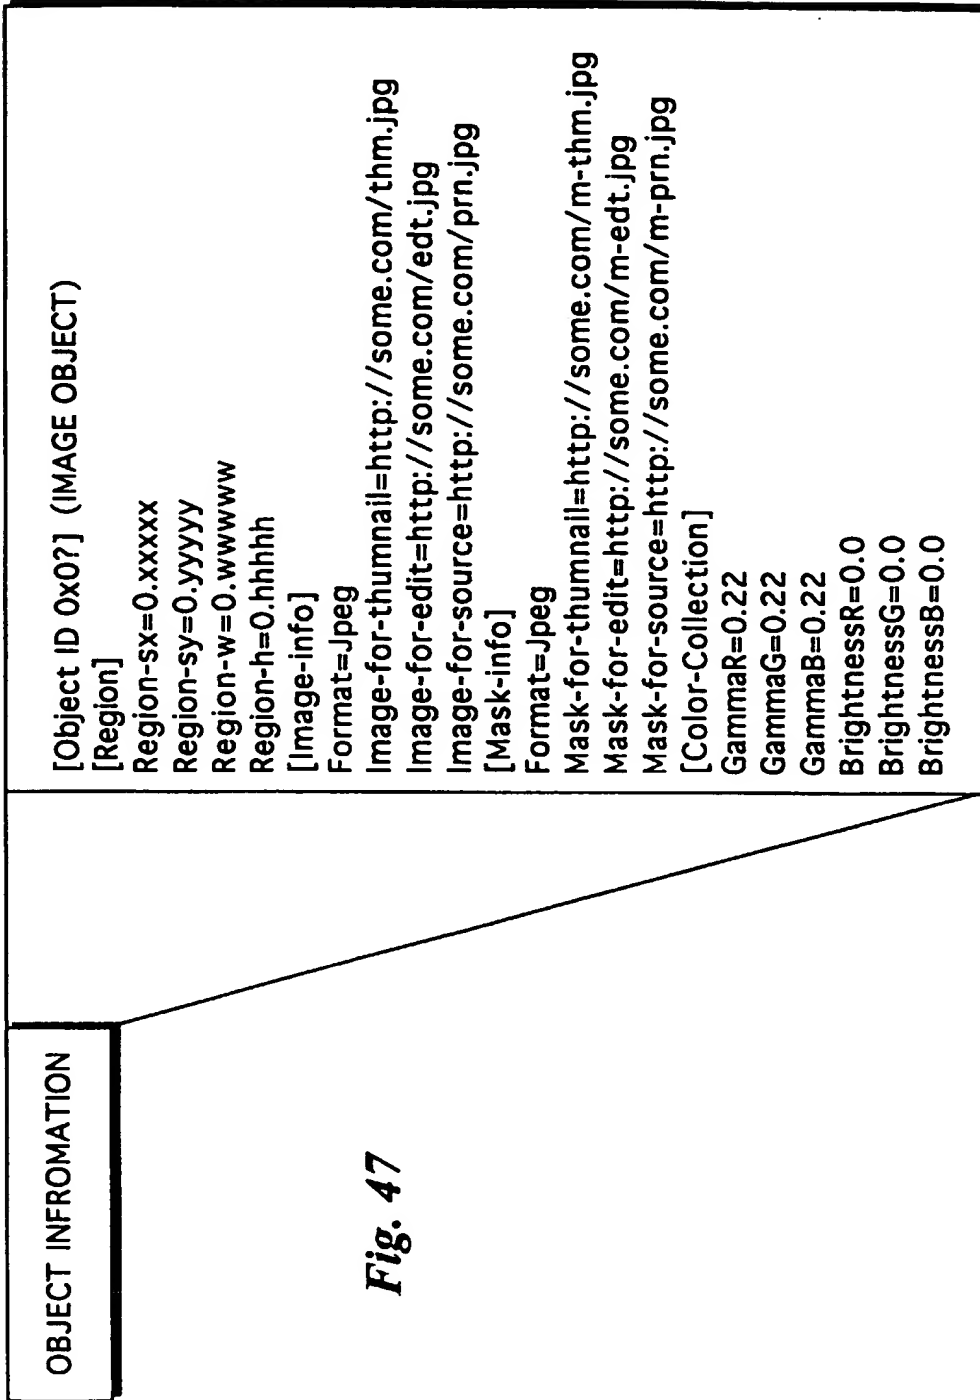 OBJECT INFROMATION
[Object ID 0x0?] (IMAGE OBJECT)
[Region]
Region-sx=0.xxxxx
Region-sy=0.yyyyy
Region-w=0.wwwww
Region-h=0.hhhhh
[Image-info]
Format=Jpeg
Image-for-thumnail=http://some.com/thm.jpg
Image-for-edit=http://some.com/edt.jpg
Image-for-source=http://some.com/prn.jpg
[Mask-info]
Format=Jpeg
Mask-for-thumnail=http://some.com/m-thm.jpg
Mask-for-edit=http://some.com/m-edt.jpg
Mask-for-source=http://some.com/m-prn.jpg
[Color-Collection]
GammaR=0.22
GammaG=0.22
GammaB=0.22
BrightnessR=0.0
BrightnessG=0.0
BrightnessB=0.0
Fig. 47